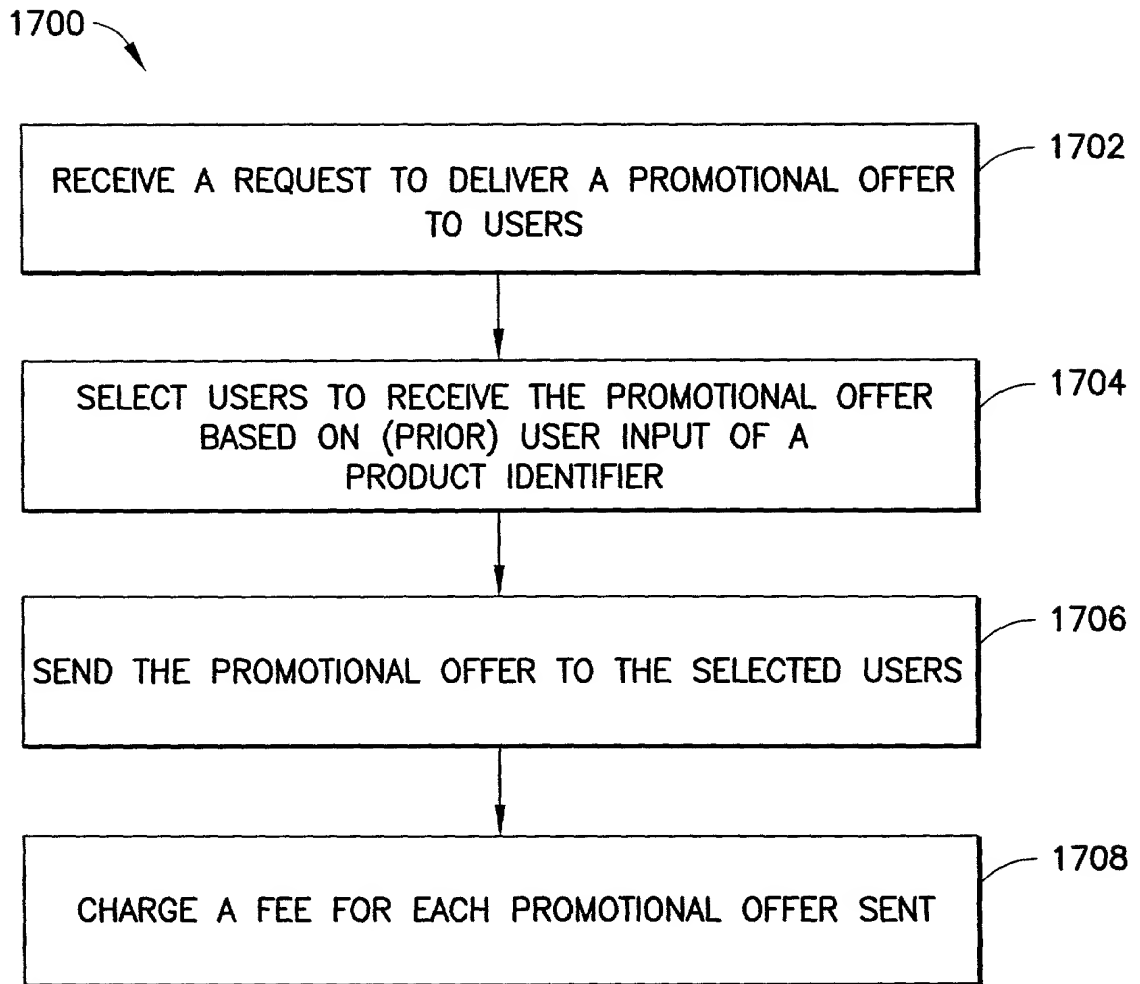 1700
RECEIVE A REQUEST TO DELIVER A PROMOTIONAL OFFER
TO USERS
1702
SELECT USERS TO RECEIVE THE PROMOTIONAL OFFER
BASED ON (PRIOR) USER INPUT OF A
PRODUCT IDENTIFIER
1704
SEND THE PROMOTIONAL OFFER TO THE SELECTED USERS
1706
CHARGE A FEE FOR EACH PROMOTIONAL OFFER SENT
1708